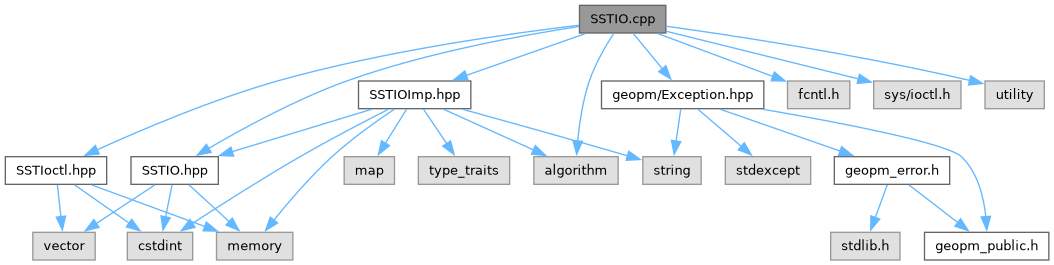 SSTIO.cpp
SSTIOImp.hpp
geopm/Exception.hpp
fcntl.h
sys/ioctl.h
utility
SSTIoctl.hpp
SSTIO.hpp
map
type_traits
algorithm
string
stdexcept
geopm_error.h
vector
cstdint
memory
stdlib.h
geopm_public.h